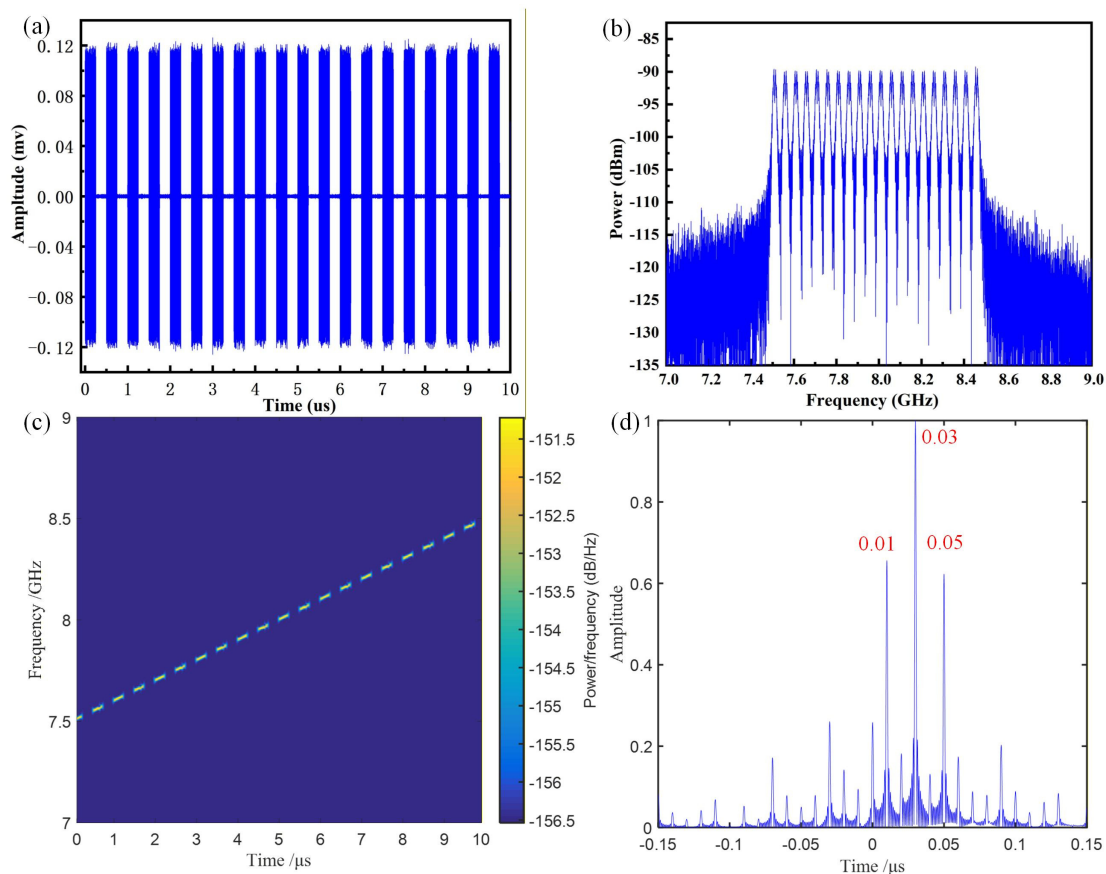 (a)
0.12
0.08
0.04
0.00
−0.04
−0.08
−0.12
Amplitude (mv)
0 1 2 3 4 5 6 7 8 9 10
Time (us)
(b)
-85
-90
-95
-100
-105
-110
-115
-120
-125
-130
-135
Power (dBm)
7.0 7.2 7.4 7.6 7.8 8.0 8.2 8.4 8.6 8.8 9.0
Frequency (GHz)
(c)
9
8.5
8
7.5
7
Frequency /GHz
0 1 2 3 4 5 6 7 8 9 10
Time /μs
-151.5
-152
-152.5
-153
-153.5
-154
-154.5
-155
-155.5
-156
-156.5
Power/frequency (dB/Hz)
(d)
1
0.8
0.6
0.4
0.2
0
Amplitude
0.03
0.01
0.05
-0.15 -0.1 -0.05 0 0.05 0.1 0.15
Time /μs